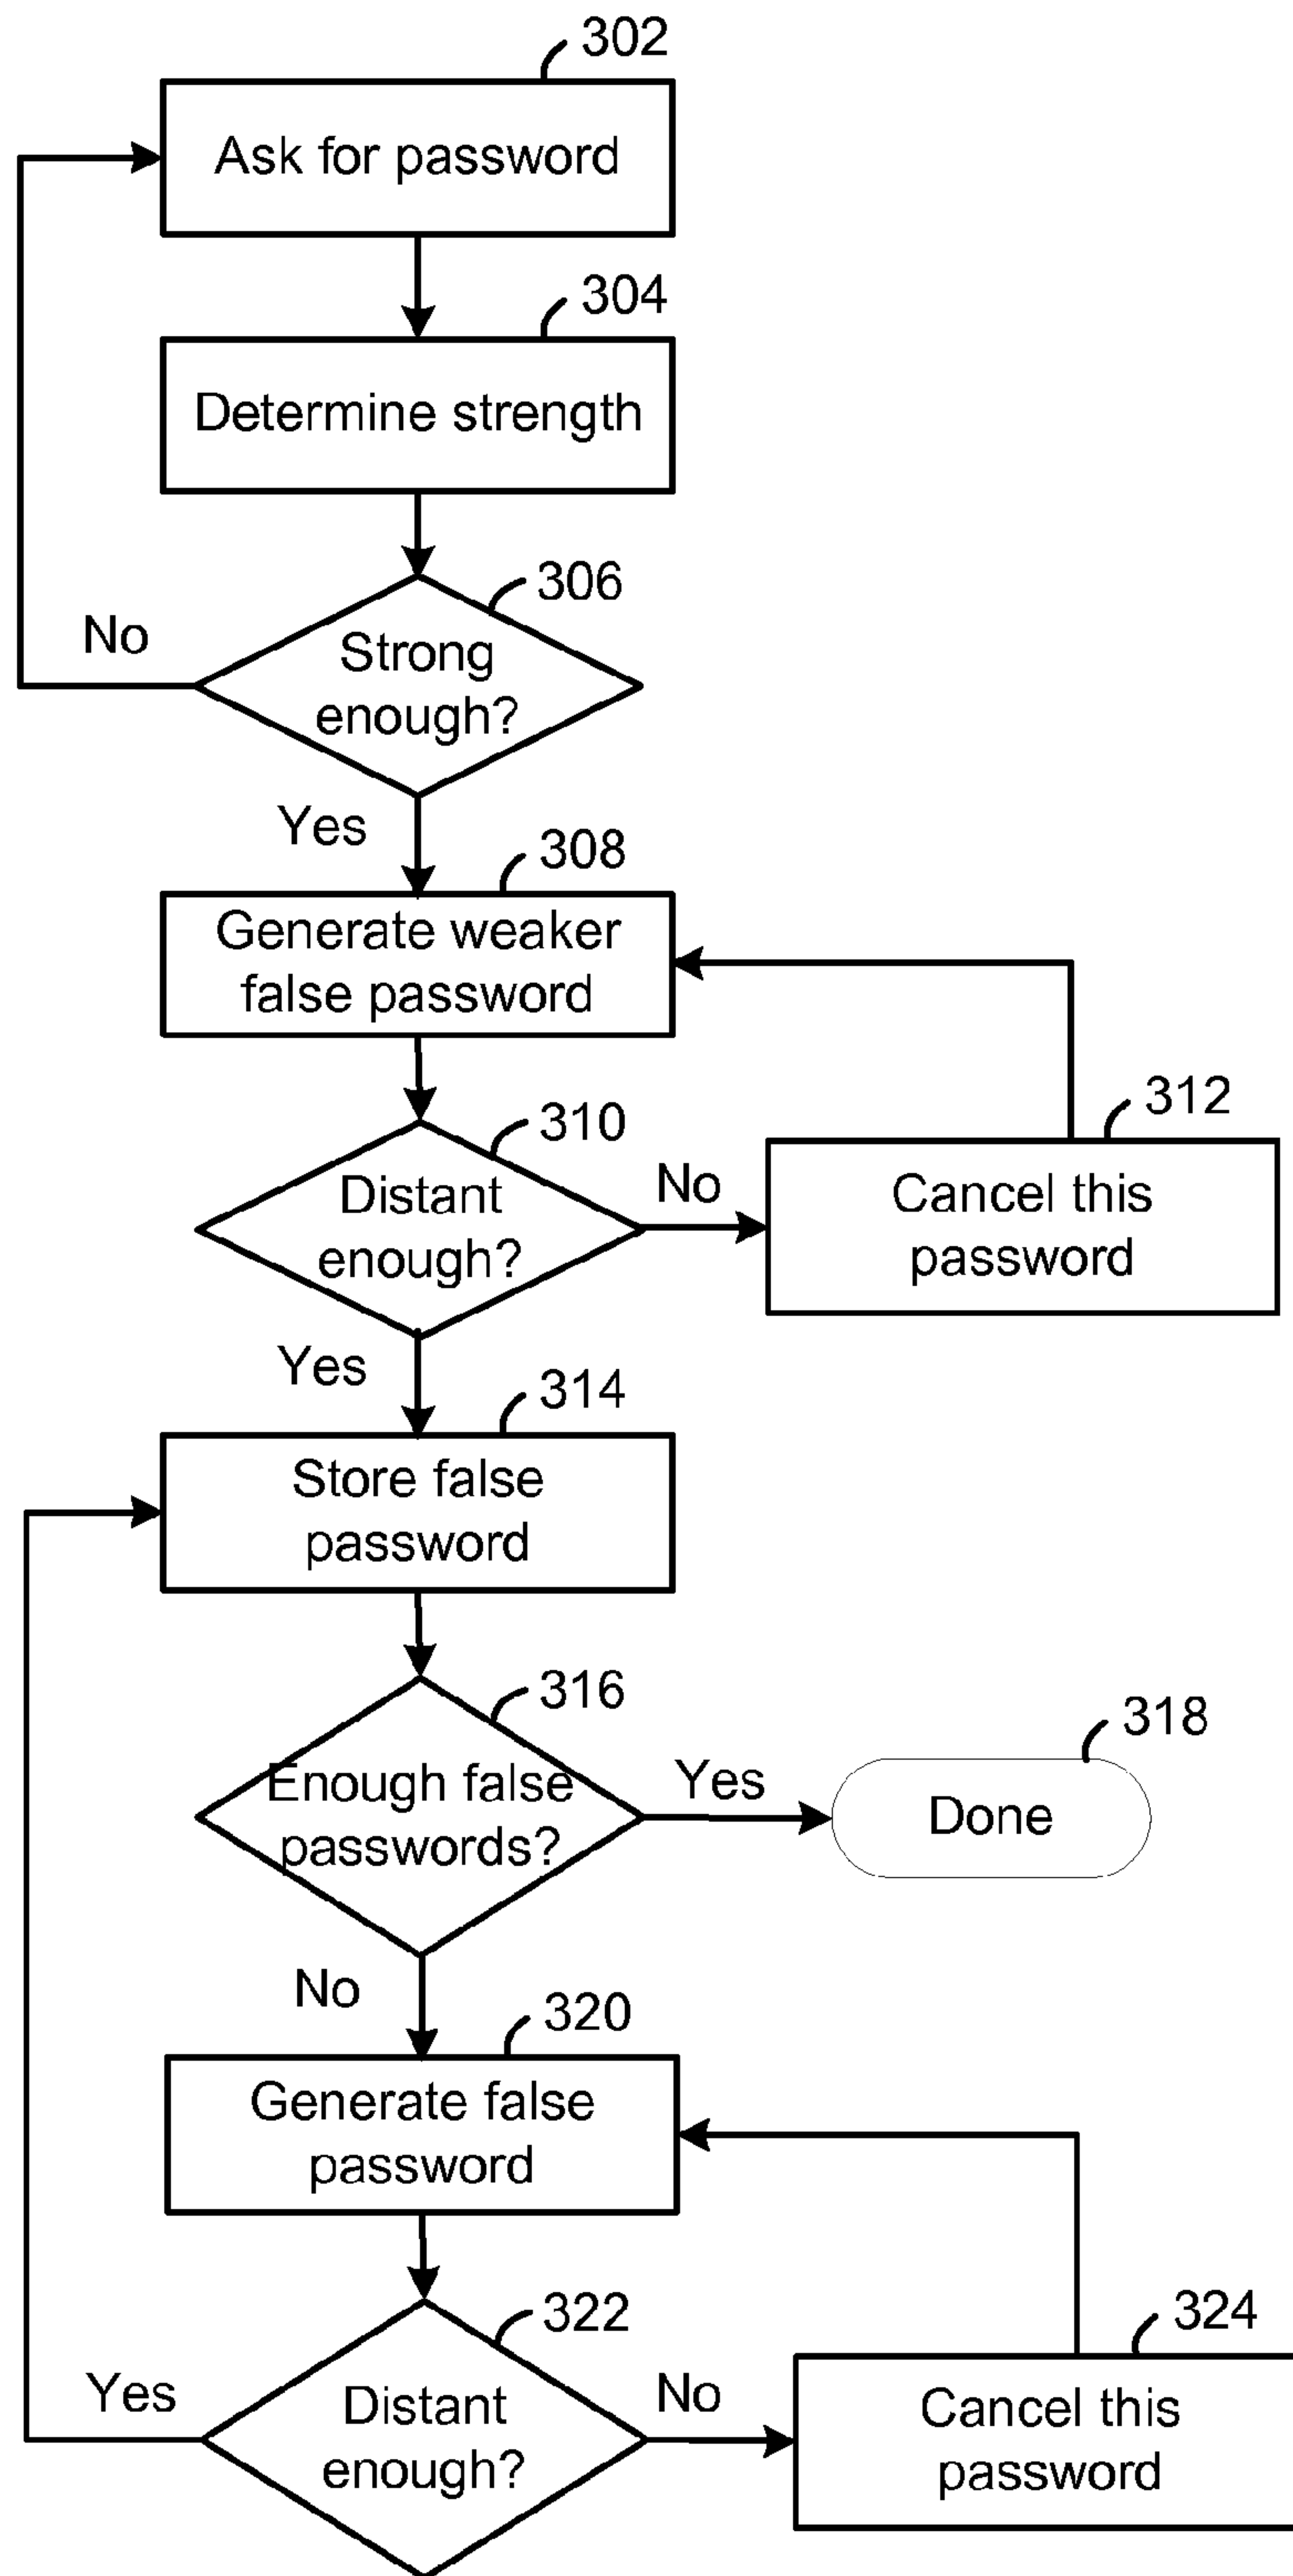 302
Ask for password
304
Determine strength
306
No
Strong
enough?
Yes
308
Generate weaker
false password
310
312
Distant
enough?
No
Cancel this
password
Yes
314
Store false
password
316
318
Enough false
passwords?
Yes
Done
No
320
Generate false
password
322
324
Yes
Distant
enough?
No
Cancel this
password